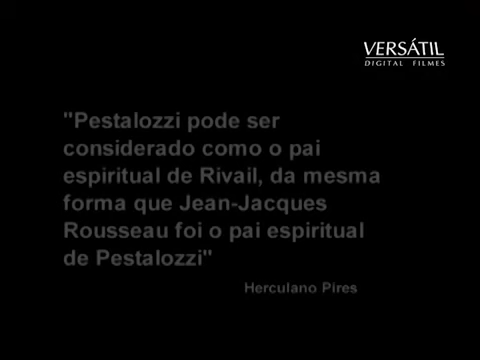 VERSÁTIL
DIGITAL FILMES
"Pestalozzi pode ser
considerado como o pai
espiritual de Rivail, da mesma
forma que Jean-Jacques
Rousseau foi o pai espiritual
de Pestalozzi"
Herculano Pires